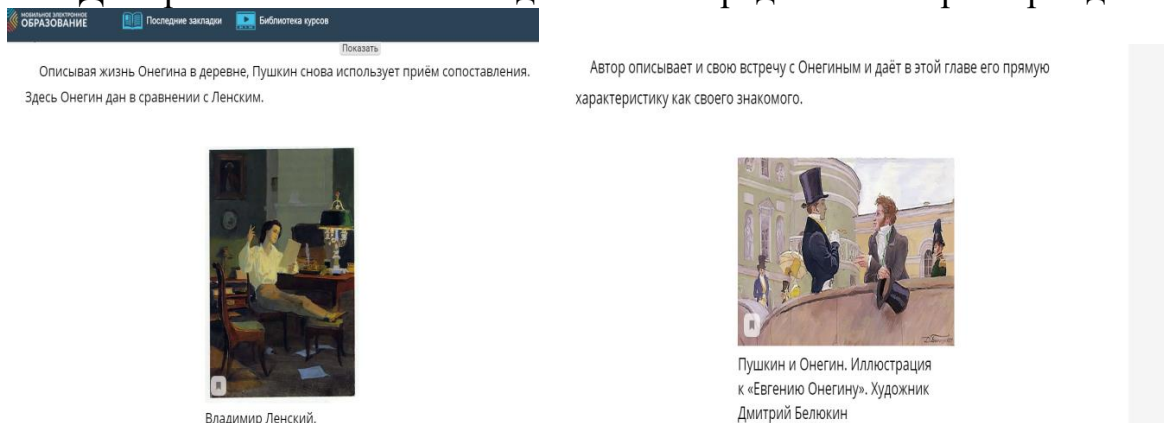 МОБИЛЬНОЕ ЭЛЕКТРОННОЕ
ОБРАЗОВАНИЕ
Последние закладки
Библиотека курсов
Показать
Описывая жизнь Онегина в деревне, Пушкин снова использует приём сопоставления.
Здесь Онегин дан в сравнении с Ленским.
Владимир Ленский.
Автор описывает и свою встречу с Онегиным и даёт в этой главе его прямую
характеристику как своего знакомого.
Пушкин и Онегин. Иллюстрация
к «Евгению Онегину». Художник
Дмитрий Белюкин